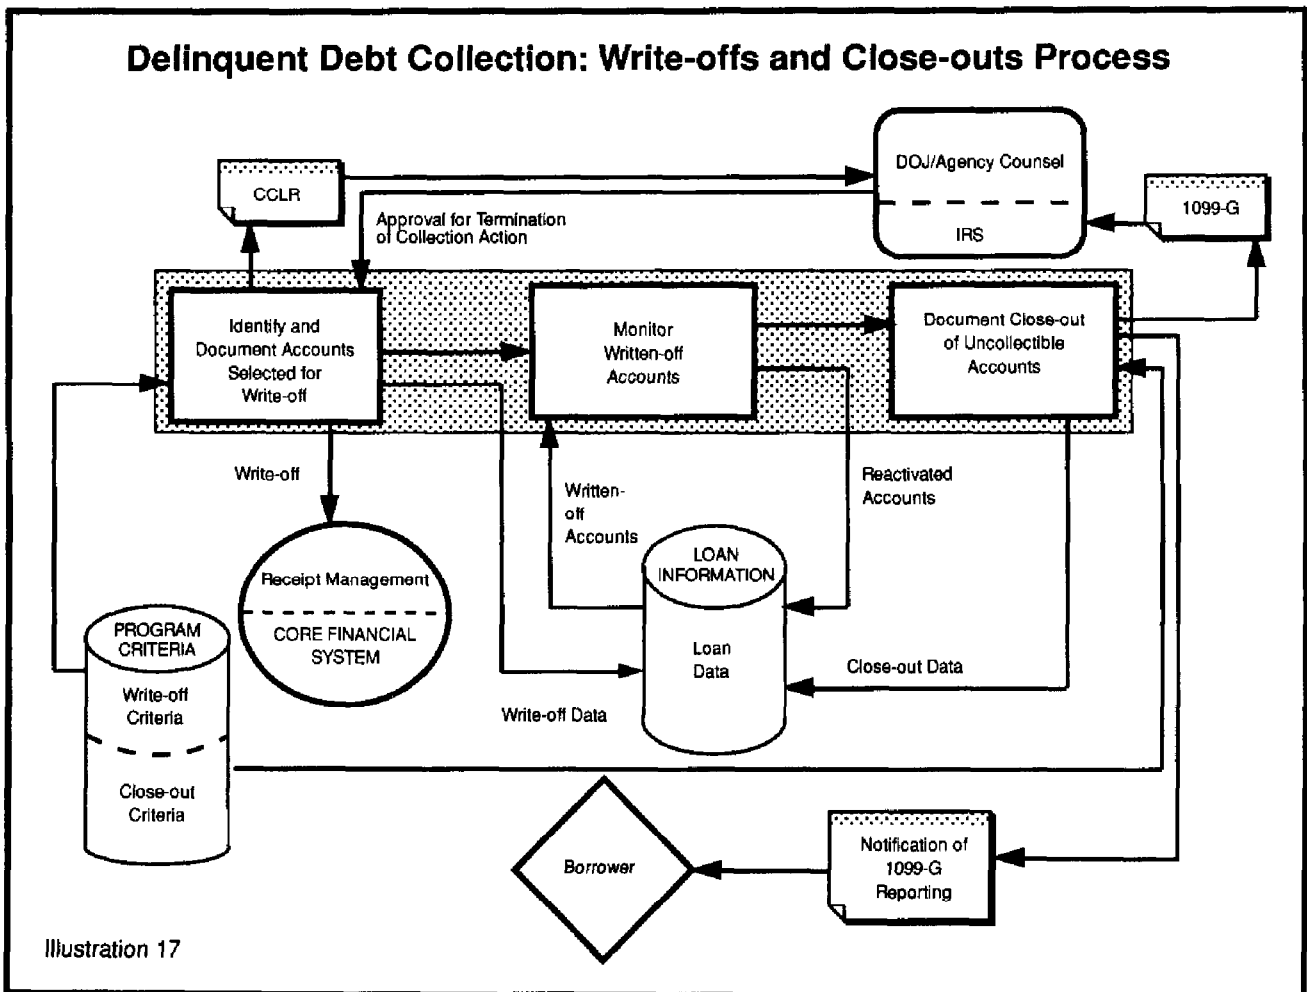 Delinquent Debt Collection: Write-offs and Close-outs Process
DOJ/Agency Counsel
IRS
CCLR
1099-G
Approval for Termination
of Collection Action
Identify and
Document Accounts
Selected for
Write-off
Monitor
Written-off
Accounts
Document Close-out
of Uncollectible
Accounts
Write-off
Written-
off
Accounts
Reactivated
Accounts
Receipt Management
CORE FINANCIAL
SYSTEM
LOAN
INFORMATION
Loan
Data
PROGRAM
CRITERIA
Write-off
Criteria
Close-out
Criteria
Write-off Data
Close-out Data
Borrower
Notification of
1099-G
Reporting
Illustration 17